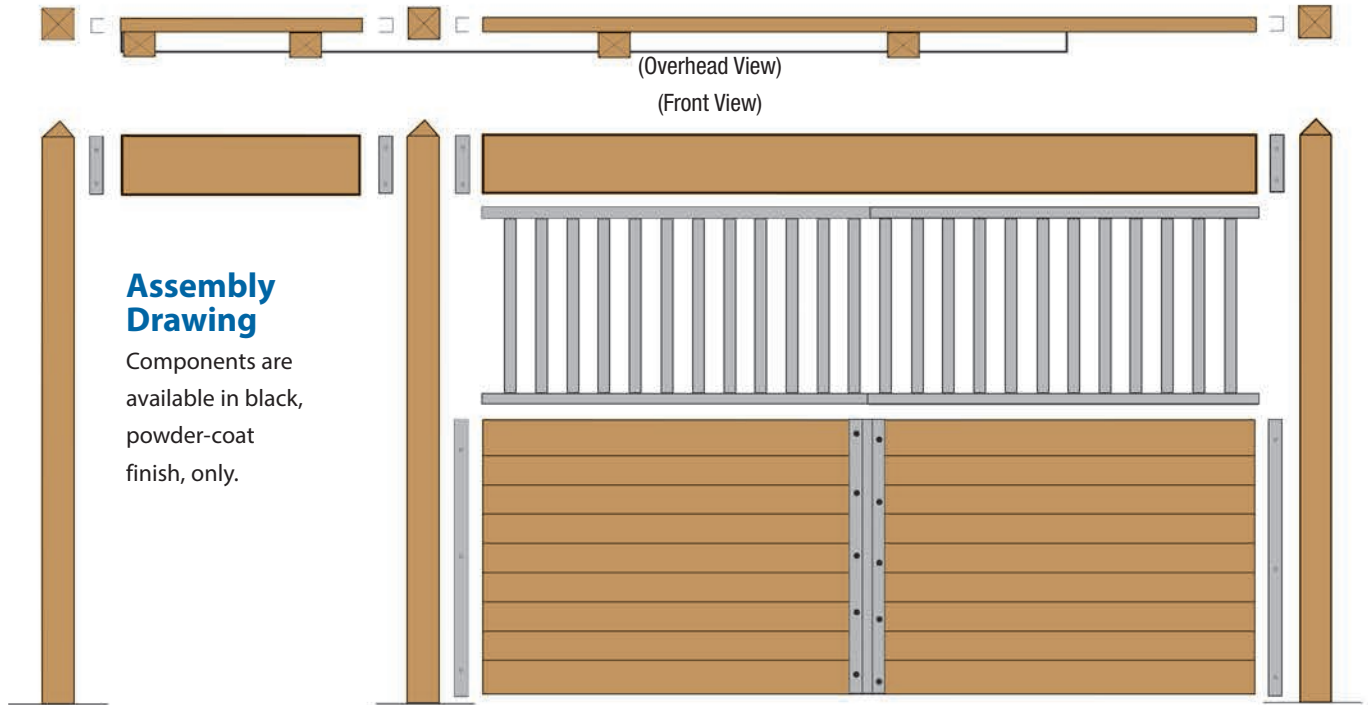 (Overhead View)
(Front View)
Assembly
Drawing
Components are
available in black,
powder-coat
finish, only.